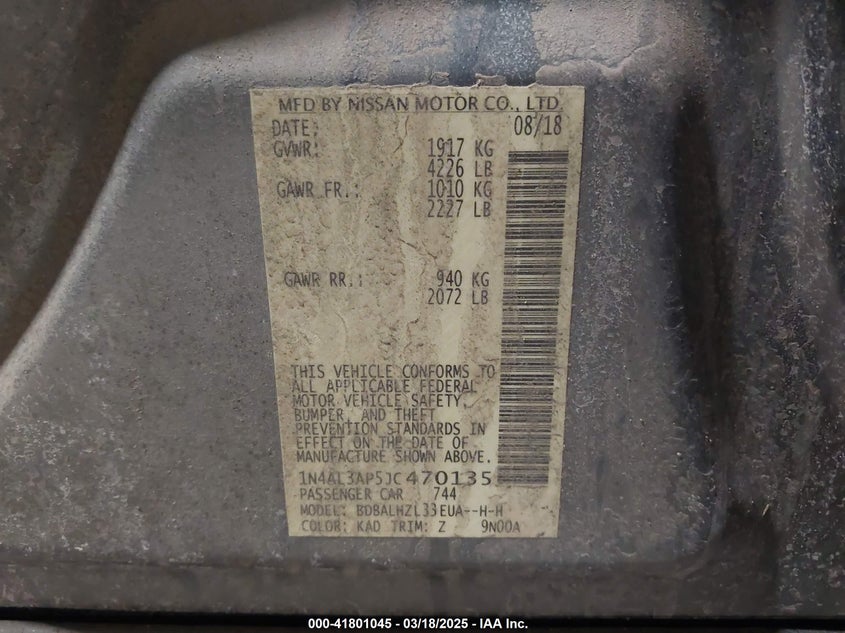 MFD BY NISSAN MOTOR CO., LTD.
DATE: 08/18
GVWR: 1917 KG
4226 LB
GAWR FR.: 1010 KG
2227 LB
GAWR RR.: 940 KG
2072 LB
THIS VEHICLE CONFORMS TO
ALL APPLICABLE FEDERAL
MOTOR VEHICLE SAFETY,
BUMPER, AND THEFT
PREVENTION STANDARDS IN
EFFECT ON THE DATE OF
MANUFACTURE SHOWN ABOVE.
1N4AL3AP5JC470135
PASSENGER CAR 744
MODEL: BDBALHZL33EUA--H-H
COLOR: KAD TRIM: Z 9N00A
000-41801045 - 03/18/2025 - IAA Inc.